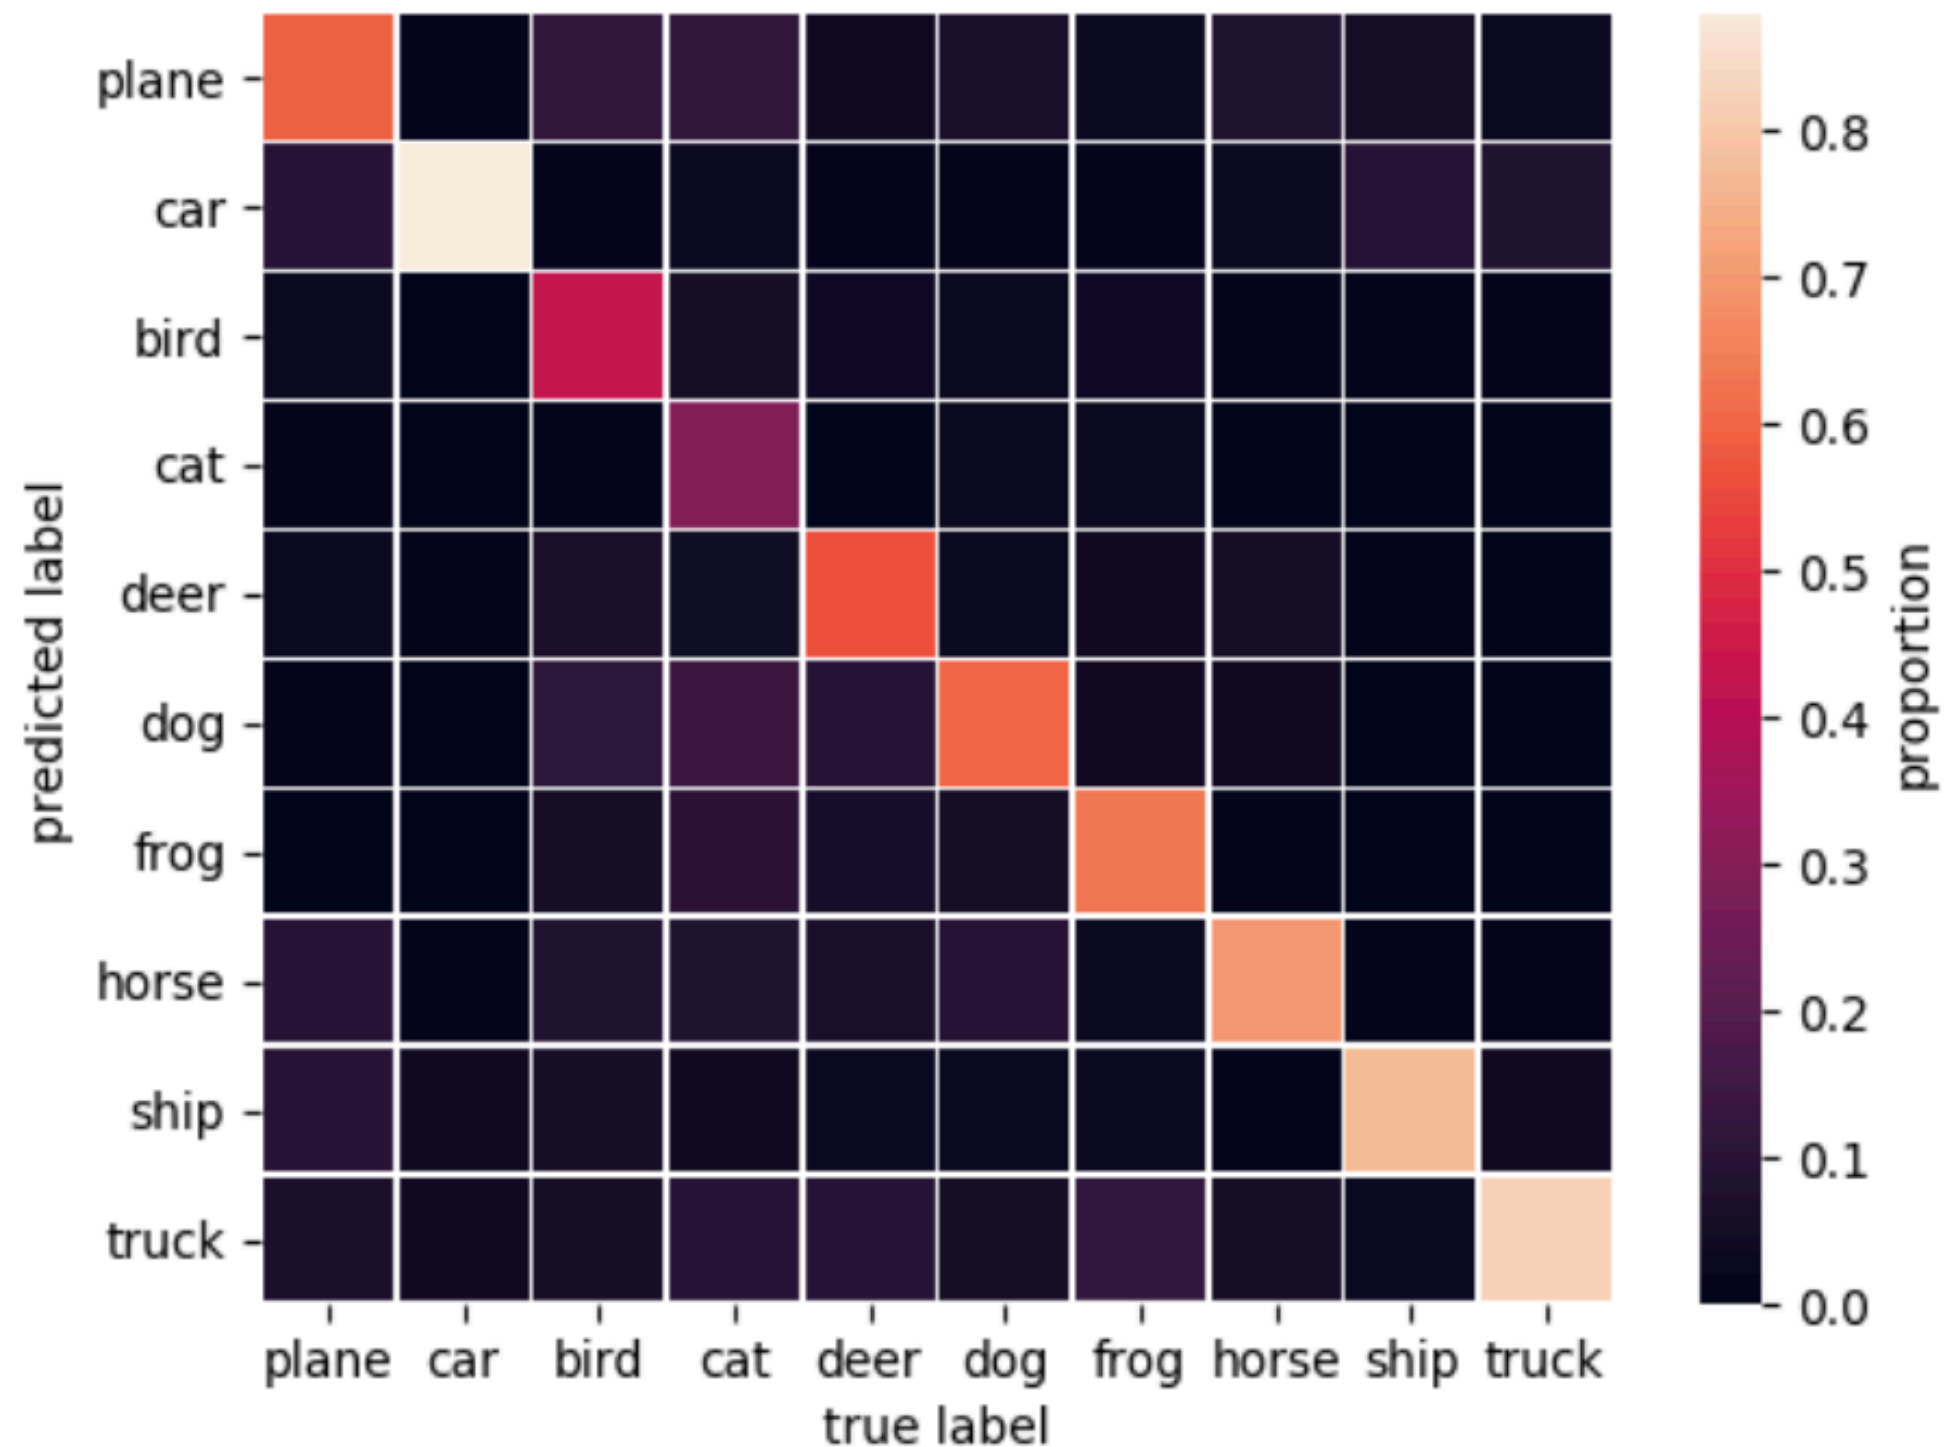 predicted label
plane
car
bird
cat
deer
dog
frog
horse
ship
truck
plane car bird cat deer dog frog horse ship truck
true label
0.8
0.7
0.6
0.5
0.4
0.3
0.2
0.1
0.0
proportion